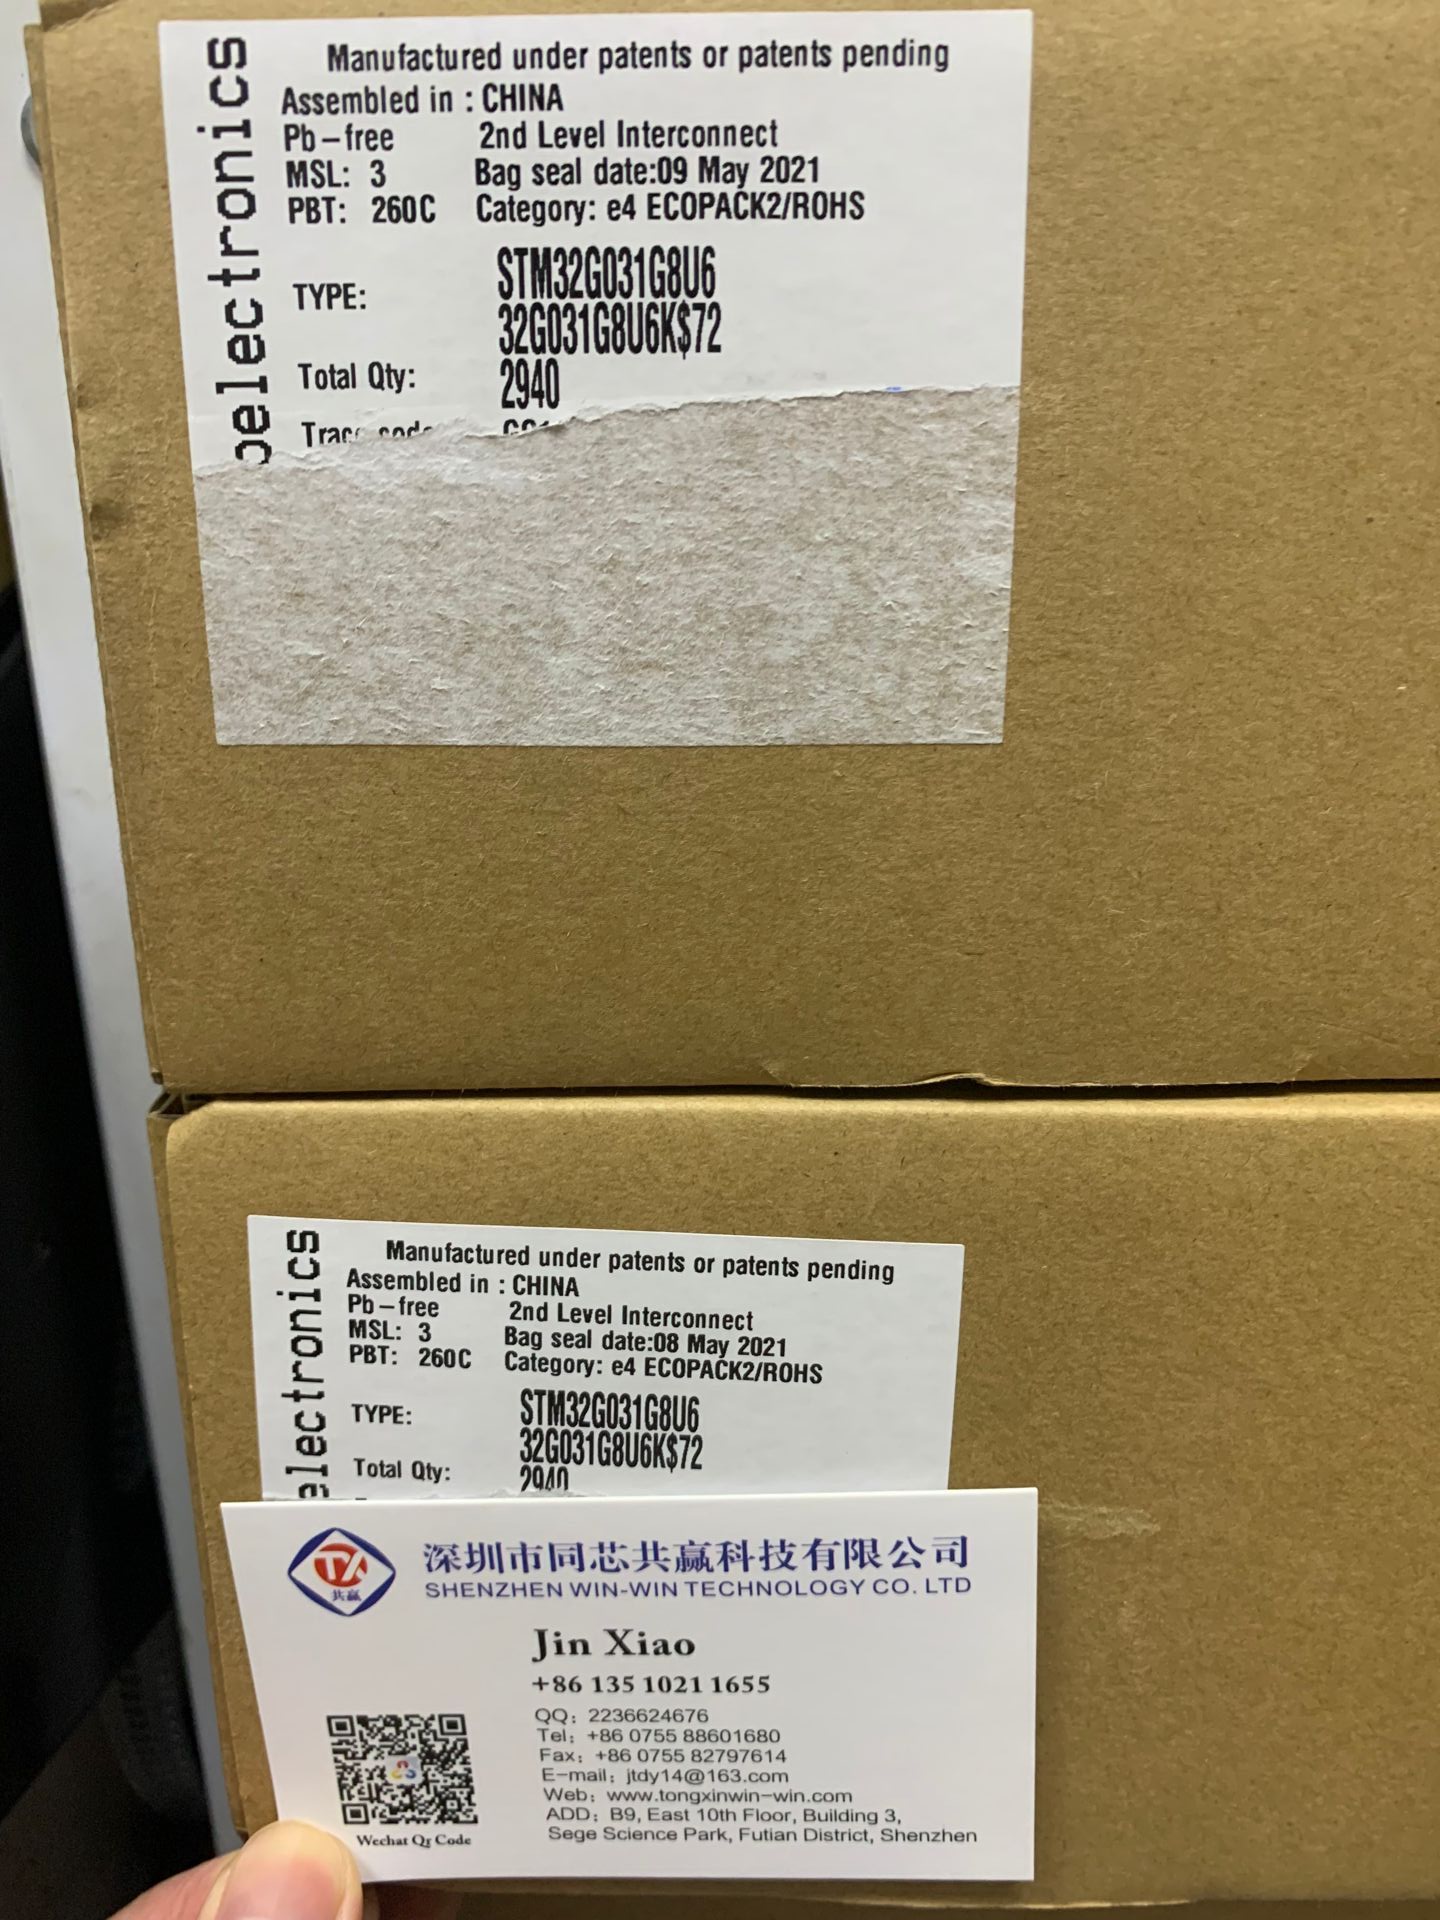 electronics
Manufactured under patents or patents pending
Assembled in : CHINA
Pb-free 2nd Level Interconnect
MSL: 3 Bag seal date:09 May 2021
PBT: 260C Category: e4 ECOPACK2/ROHS
TYPE: STM32G031G8U6
32G031G8U6K$72
Total Qty: 2940
electronics
Manufactured under patents or patents pending
Assembled in : CHINA
Pb-free 2nd Level Interconnect
MSL: 3 Bag seal date:08 May 2021
PBT: 260C Category: e4 ECOPACK2/ROHS
TYPE: STM32G031G8U6
32G031G8U6K$72
Total Qty: 2940
共赢
深圳市同芯共赢科技有限公司
SHENZHEN WIN-WIN TECHNOLOGY CO. LTD
Jin Xiao
+86 135 1021 1655
QQ: 2236624676
Tel: +86 0755 88601680
Fax: +86 0755 82797614
E-mail: jtdy14@163.com
Web: www.tongxinwin-win.com
ADD: B9, East 10th Floor, Building 3,
Sege Science Park, Futian District, Shenzhen
Wechat Qr Code